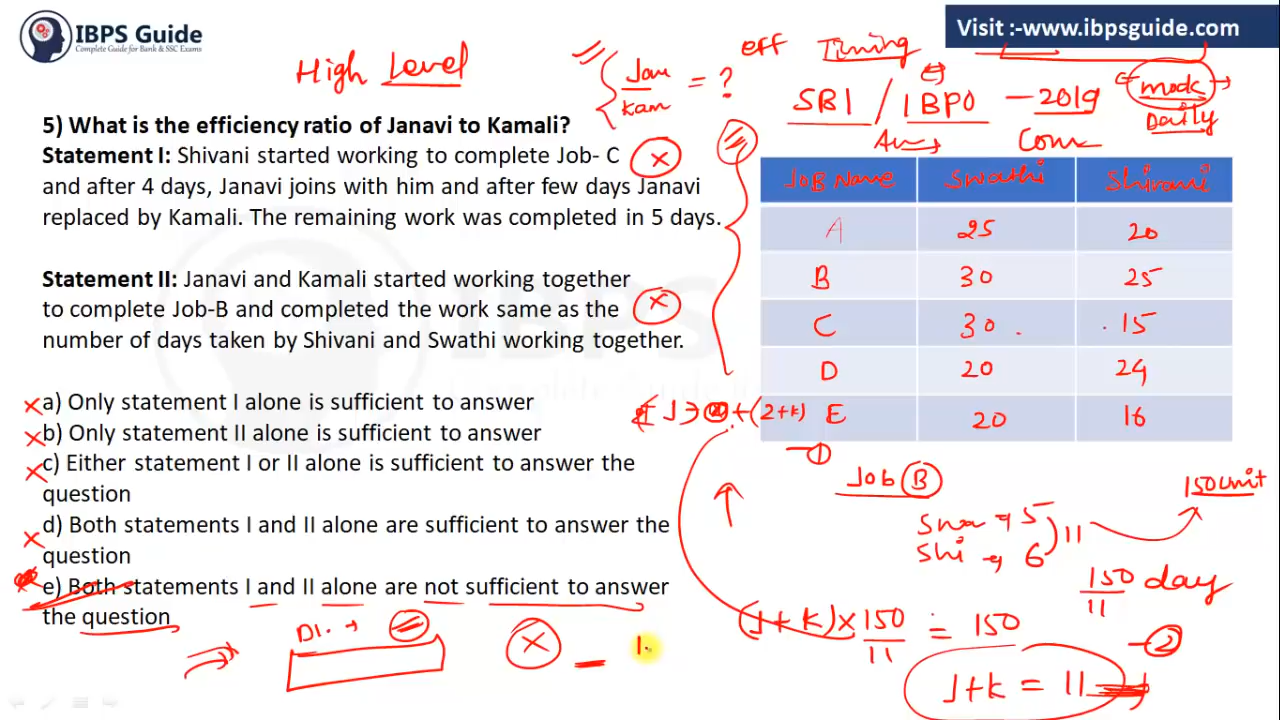 IBPS Guide
Complete Guide for Bank & SSC Exams
Visit :-www.ibpsguide.com
High Level
Jan/Kam = ?
eff Timing
SBI / IBPO - 2019
mock
Daily
5) What is the efficiency ratio of Janavi to Kamali?
Statement I: Shivani started working to complete Job- C
and after 4 days, Janavi joins with him and after few days Janavi
replaced by Kamali. The remaining work was completed in 5 days.
Statement II: Janavi and Kamali started working together
to complete Job-B and completed the work same as the
number of days taken by Shivani and Swathi working together.
a) Only statement I alone is sufficient to answer
b) Only statement II alone is sufficient to answer
c) Either statement I or II alone is sufficient to answer the
question
d) Both statements I and II alone are sufficient to answer the
question
e) Both statements I and II alone are not sufficient to answer
the question
JOB Name Swathi Shivani
A 25 20
B 30 25
C 30 15
D 20 24
E 20 16
+(2+k)
1
Job B
150 unit
Swa → 5
Shi → 6
11
150/11 day
(J+k) × 150/11 = 150
J+k = 11
2
DI. →